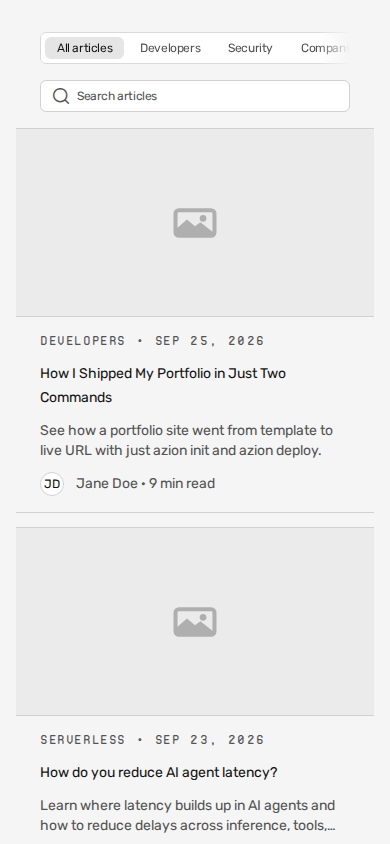 All articles Developers Security Compan
Search articles
DEVELOPERS • SEP 25, 2026
How I Shipped My Portfolio in Just Two
Commands
See how a portfolio site went from template to
live URL with just azion init and azion deploy.
JD Jane Doe • 9 min read
SERVERLESS • SEP 23, 2026
How do you reduce AI agent latency?
Learn where latency builds up in AI agents and
how to reduce delays across inference, tools,...